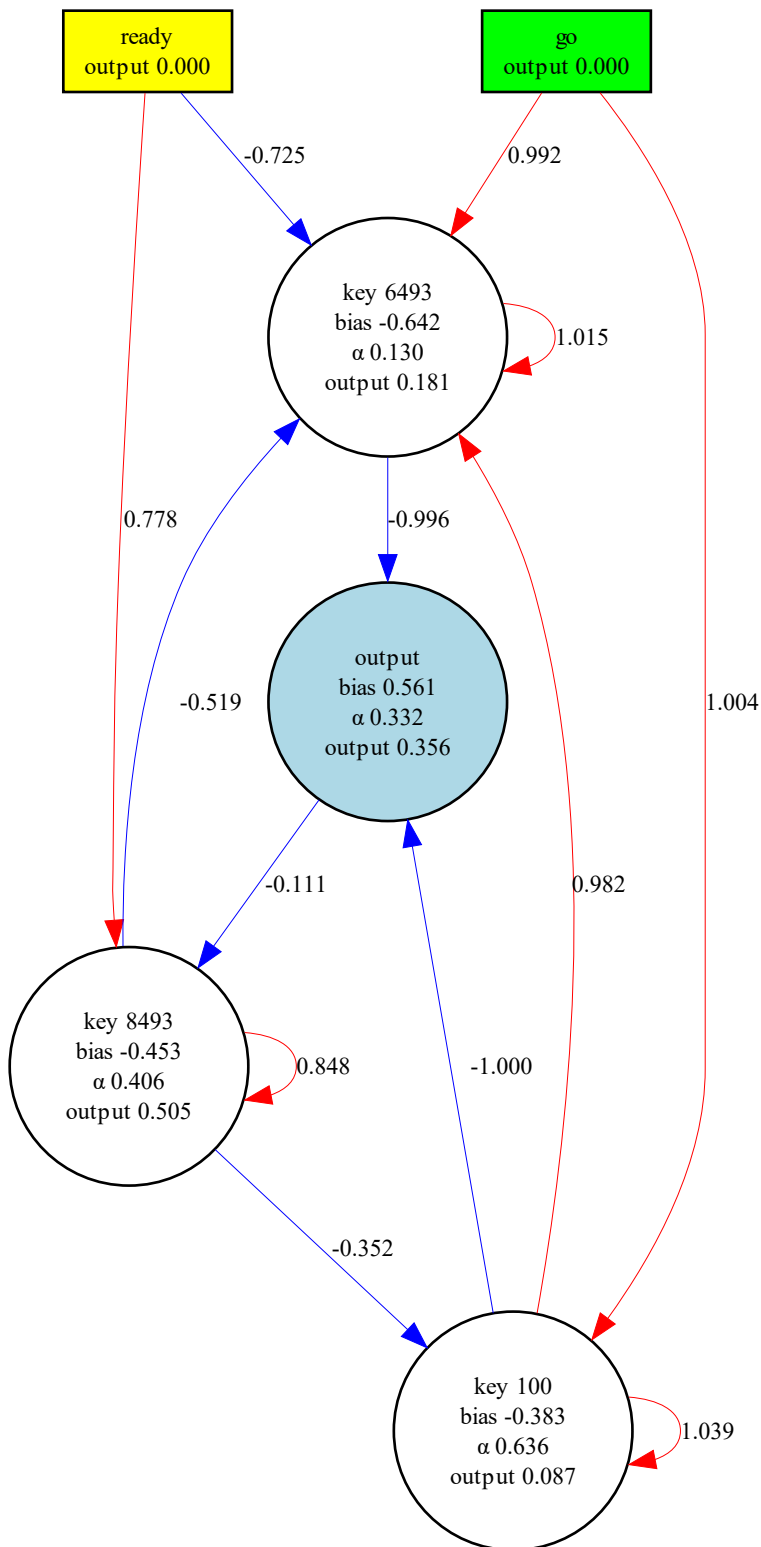 ready
output 0.000
go
output 0.000
-0.725
0.992
key 6493
bias -0.642
α 0.130
output 0.181
1.015
0.778
-0.996
output
bias 0.561
α 0.332
output 0.356
-0.519
1.004
-0.111
0.982
key 8493
bias -0.453
α 0.406
output 0.505
0.848
-1.000
-0.352
key 100
bias -0.383
α 0.636
output 0.087
1.039